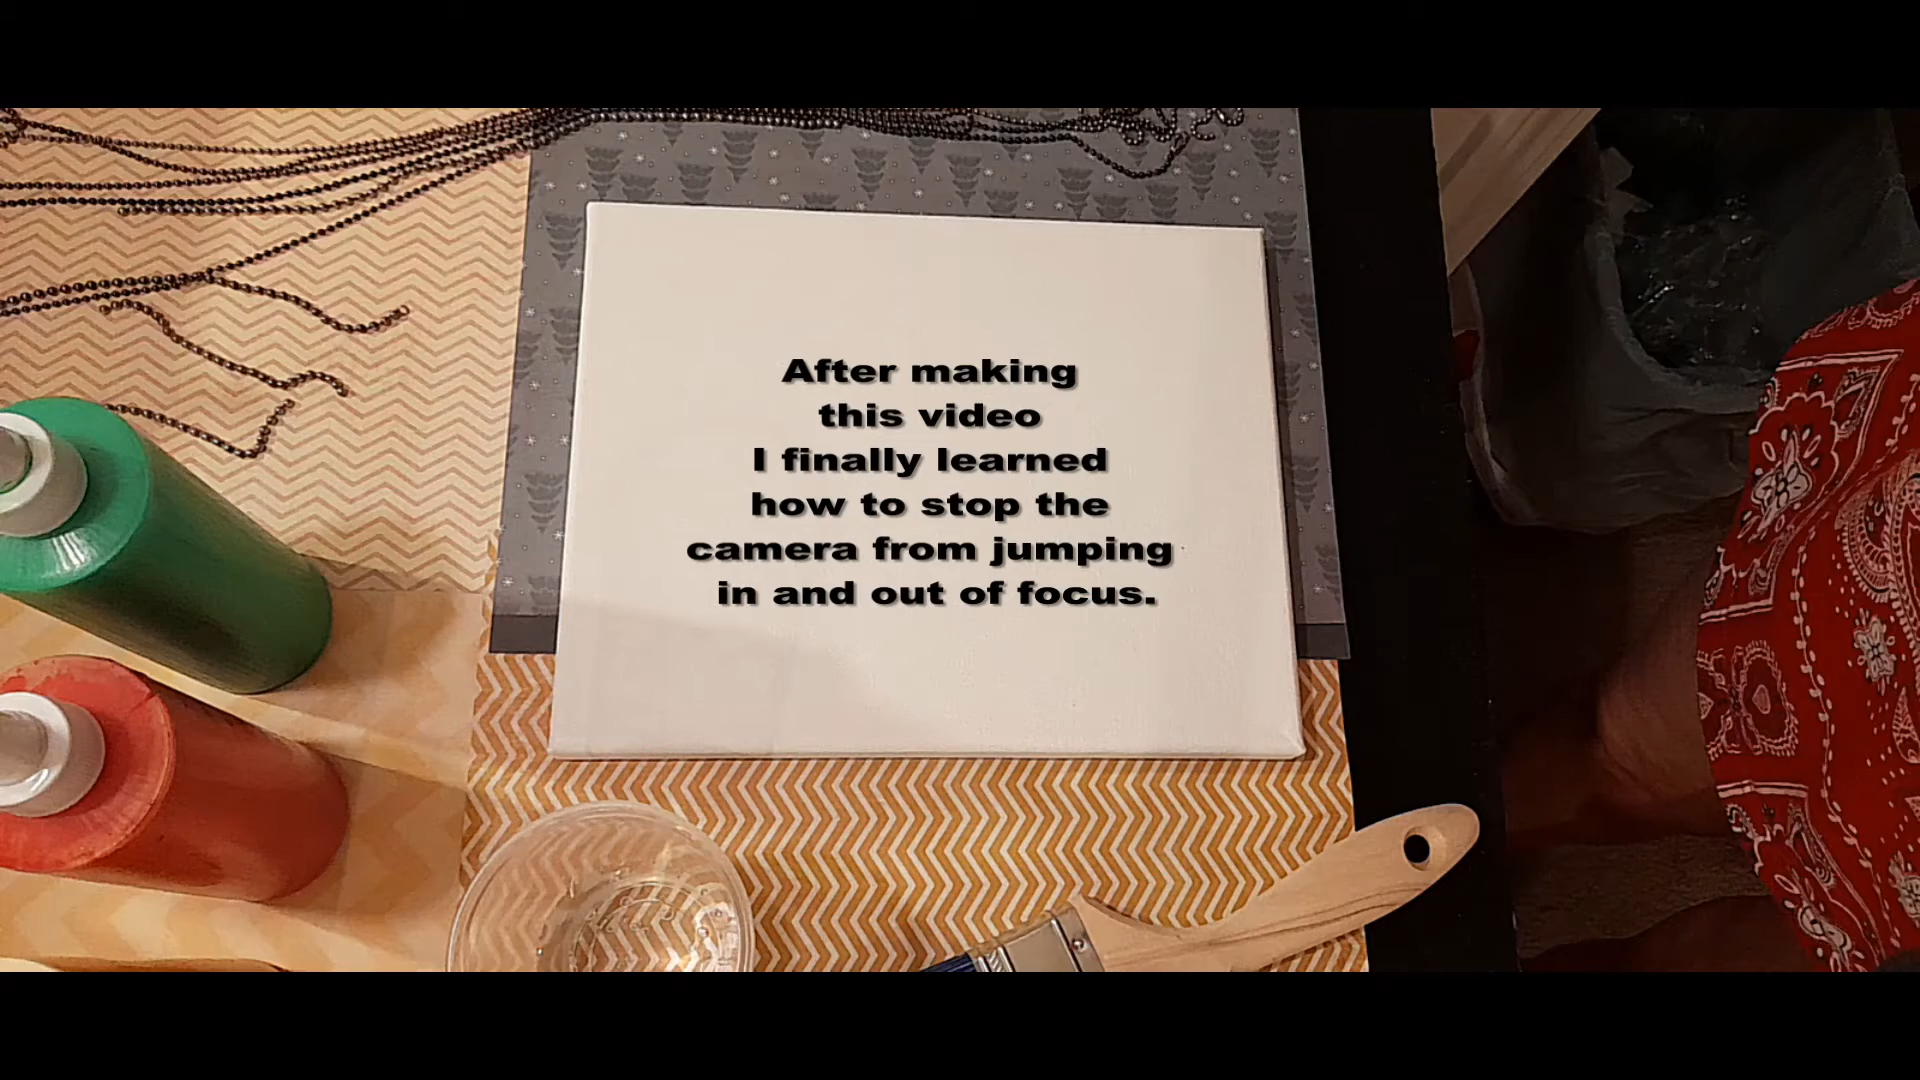 After making
this video
I finally learned
how to stop the
camera from jumping
in and out of focus.